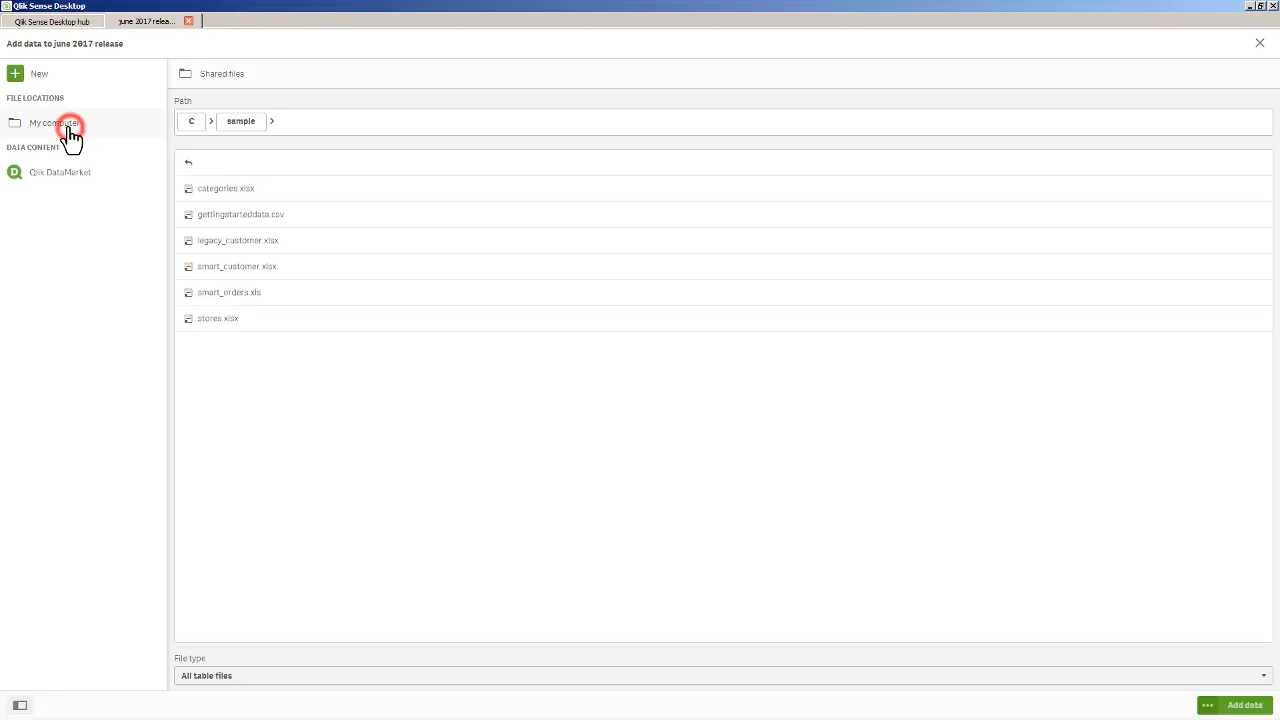 Qlik Sense Desktop
Qlik Sense Desktop hub
june 2017 relea...
Add data to june 2017 release
New
FILE LOCATIONS
My computer
DATA CONTENT
Qlik DataMarket
Shared files
Path
C
sample
categories.xlsx
gettingstarteddata.csv
legacy_customer.xlsx
smart_customer.xlsx
smart_orders.xls
stores.xlsx
File type
All table files
Add data